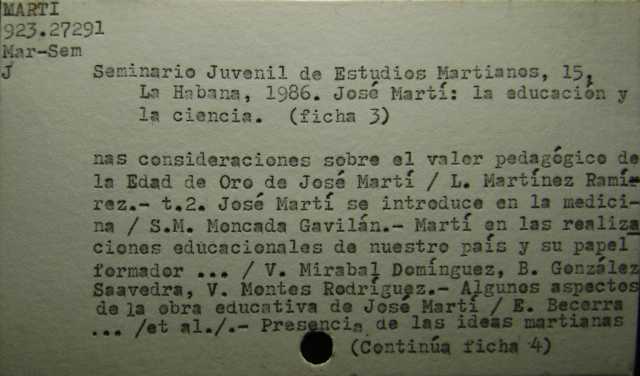 MARTI
923.27291
Mar-Sem
J Seminario Juvenil de Estudios Martianos, 15,
La Habana, 1986. José Martí: la educación y
la ciencia. (ficha 3)
nas consideraciones sobre el valor pedagógico de
la Edad de Oro de José Martí / L. Martínez Ramí-
rez.- t.2. José Martí se introduce en la medici-
na / S.M. Moncada Gavilán.- Martí en las realiza
ciones educacionales de nuestro país y su papel
formador ... / V. Mirabal Domínguez, B. González
Saavedra, V. Montes Rodríguez.- Algunos aspectos
de la obra educativa de José Martí / E. Becerra
... /et al./.- Presencia de las ideas martianas
(Continúa ficha 4)